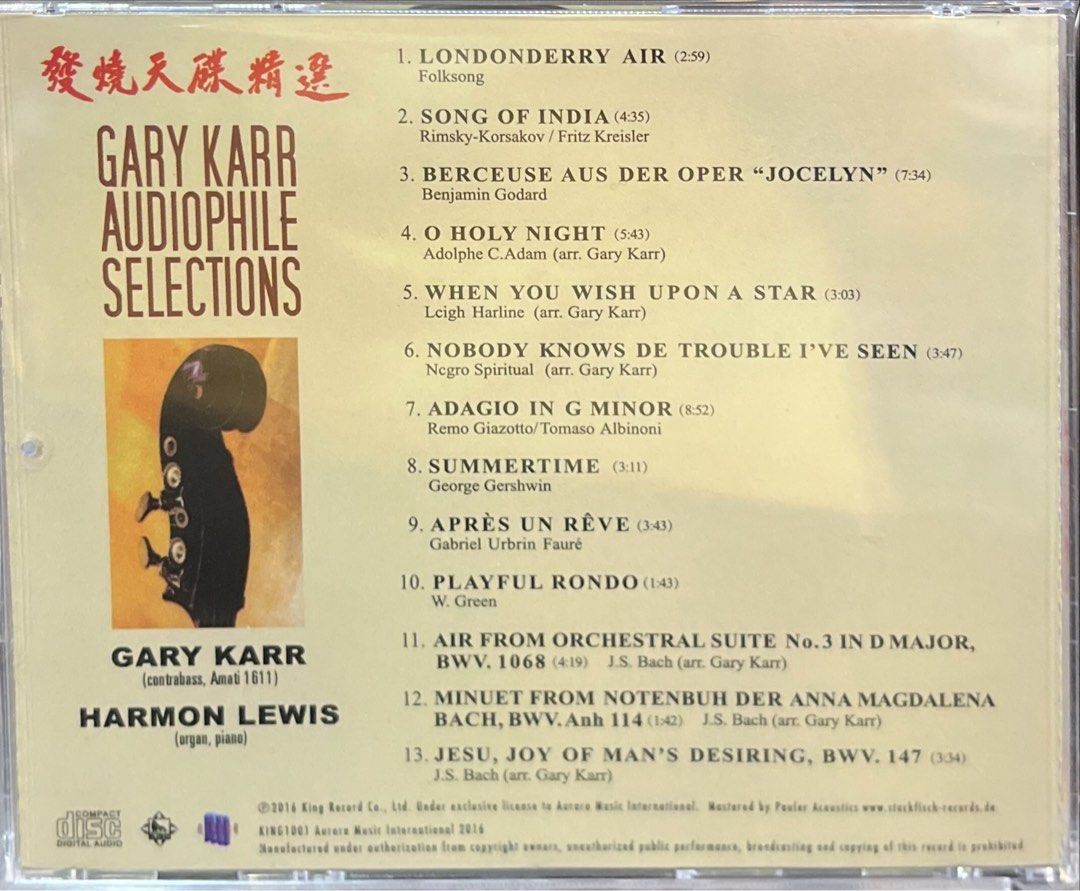 發燒天碟精選
GARY KARR
AUDIOPHILE
SELECTIONS
GARY KARR
(contrabass, Amati 1611)
HARMON LEWIS
(organ, piano)
1. LONDONDERRY AIR (2:59)
Folksong
2. SONG OF INDIA (4:35)
Rimsky-Korsakov / Fritz Kreisler
3. BERCEUSE AUS DER OPER “JOCELYN” (7:34)
Benjamin Godard
4. O HOLY NIGHT (5:43)
Adolphe C.Adam (arr. Gary Karr)
5. WHEN YOU WISH UPON A STAR (3:03)
Leigh Harline (arr. Gary Karr)
6. NOBODY KNOWS DE TROUBLE I’VE SEEN (3:47)
Negro Spiritual (arr. Gary Karr)
7. ADAGIO IN G MINOR (8:52)
Remo Giazotto/Tomaso Albinoni
8. SUMMERTIME (3:11)
George Gershwin
9. APRÈS UN RÊVE (3:43)
Gabriel Urbrin Fauré
10. PLAYFUL RONDO (1:43)
W. Green
11. AIR FROM ORCHESTRAL SUITE No.3 IN D MAJOR,
BWV. 1068 (4:19) J.S. Bach (arr. Gary Karr)
12. MINUET FROM NOTENBUH DER ANNA MAGDALENA
BACH, BWV. Anh 114 (1:42) J.S. Bach (arr. Gary Karr)
13. JESU, JOY OF MAN’S DESIRING, BWV. 147 (3:34)
J.S. Bach (arr. Gary Karr)
COMPACT
disc
DIGITAL AUDIO
℗2016 King Record Co., Ltd. Under exclusive license to Aurora Music International. Mastered by Pauler Acoustics www.stockfisch-records.de
KING1001 Aurora Music International 2016
Manufactured under authorization from copyright owners, unauthorized public performance, broadcasting and copying of this record is prohibited